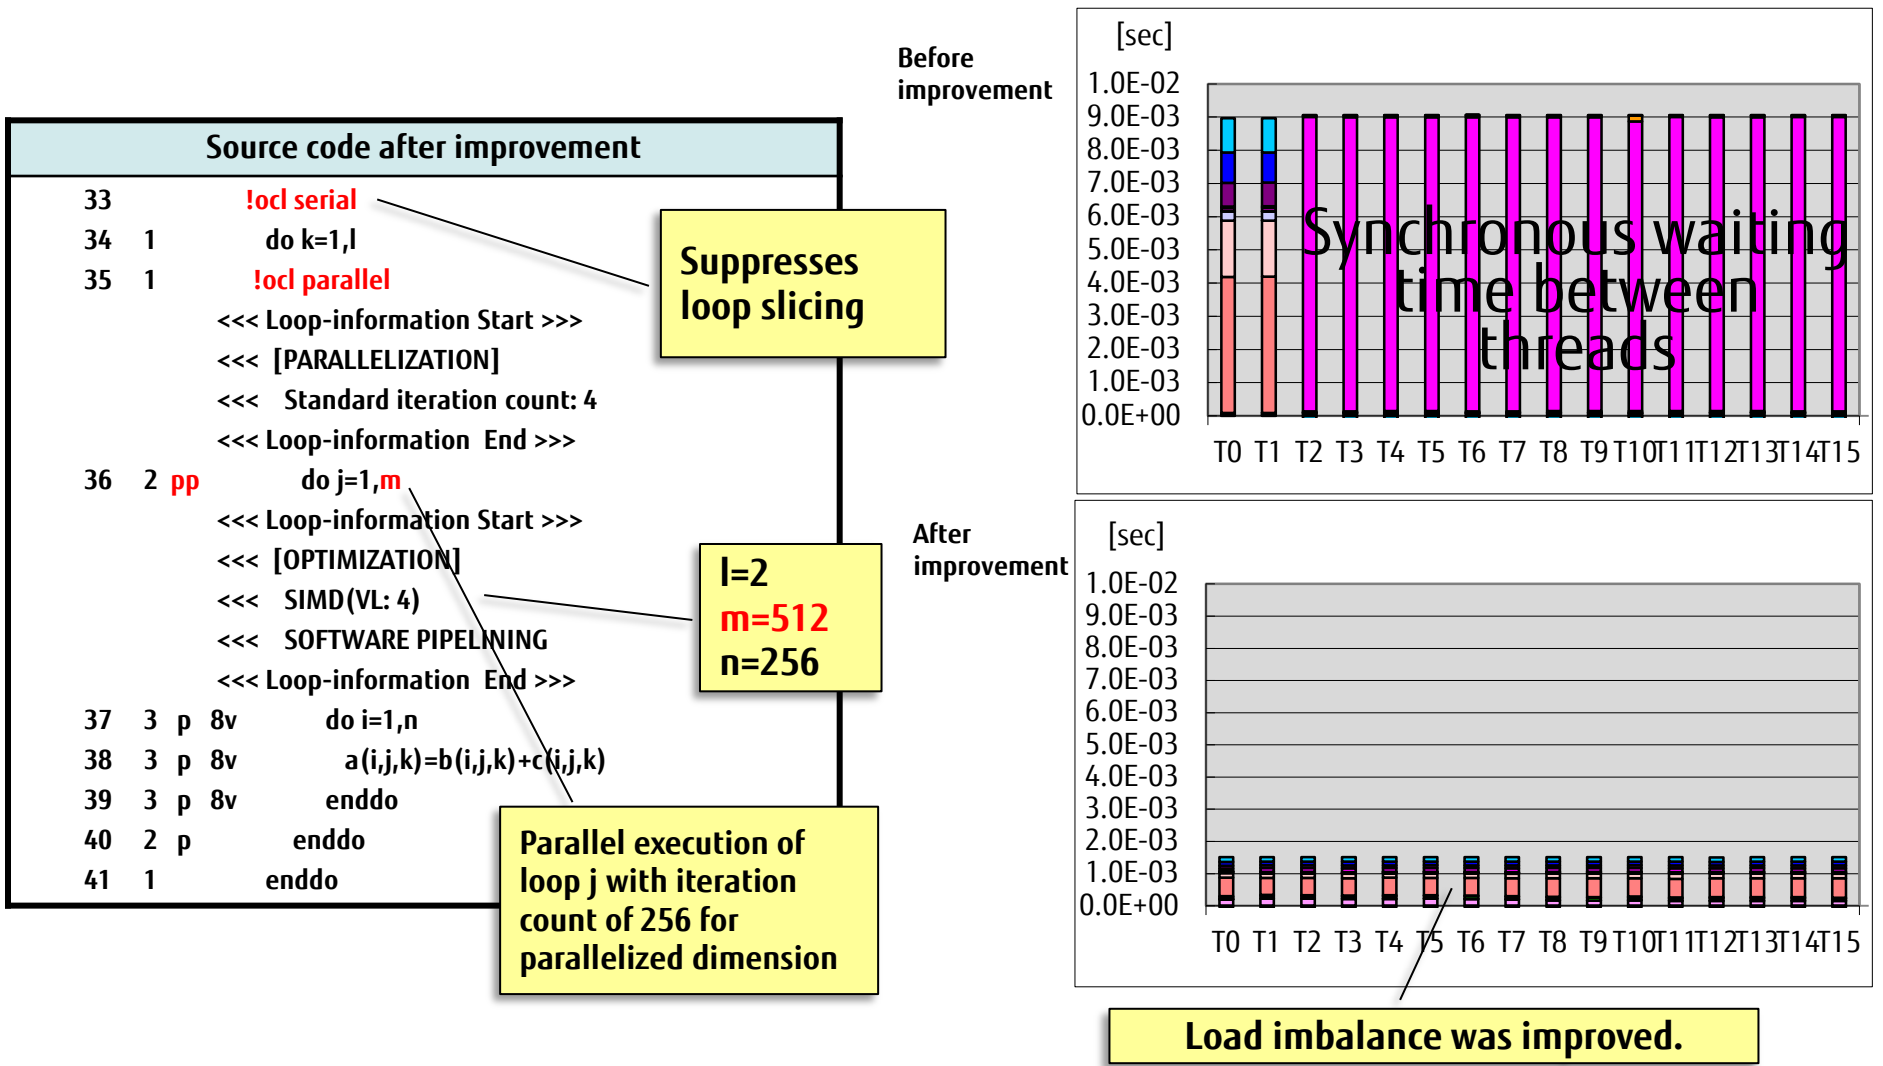 Source code after improvement
33 !ocl serial
34 1 do k=1,l
35 1 !ocl parallel
<<< Loop-information Start >>>
<<< [PARALLELIZATION]
<<< Standard iteration count: 4
<<< Loop-information End >>>
36 2 pp do j=1,m
<<< Loop-information Start >>>
<<< [OPTIMIZATION]
<<< SIMD(VL: 4)
<<< SOFTWARE PIPELINING
<<< Loop-information End >>>
37 3 p 8v do i=1,n
38 3 p 8v a(i,j,k)=b(i,j,k)+c(i,j,k)
39 3 p 8v enddo
40 2 p enddo
41 1 enddo
Suppresses
loop slicing
l=2
m=512
n=256
Parallel execution of
loop j with iteration
count of 256 for
parallelized dimension
Before
improvement
[sec]
1.0E-02
9.0E-03
8.0E-03
7.0E-03
6.0E-03
5.0E-03
4.0E-03
3.0E-03
2.0E-03
1.0E-03
0.0E+00
Synchronous waiting
time between
threads
T0 T1 T2 T3 T4 T5 T6 T7 T8 T9 T10 T11 T12 T13 T14 T15
After
improvement
[sec]
1.0E-02
9.0E-03
8.0E-03
7.0E-03
6.0E-03
5.0E-03
4.0E-03
3.0E-03
2.0E-03
1.0E-03
0.0E+00
T0 T1 T2 T3 T4 T5 T6 T7 T8 T9 T10 T11 T12 T13 T14 T15
Load imbalance was improved.